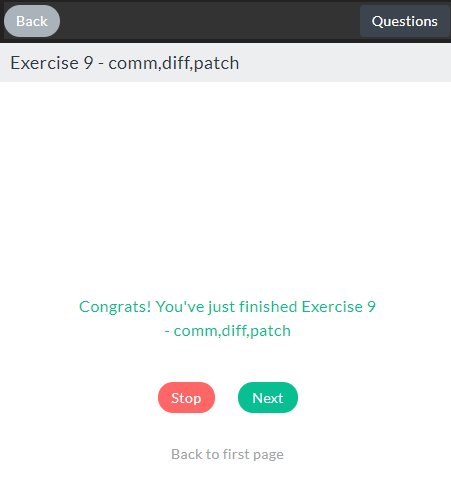 Back
Questions
Exercise 9 - comm,diff,patch
Congrats! You've just finished Exercise 9
- comm,diff,patch
Stop
Next
Back to first page